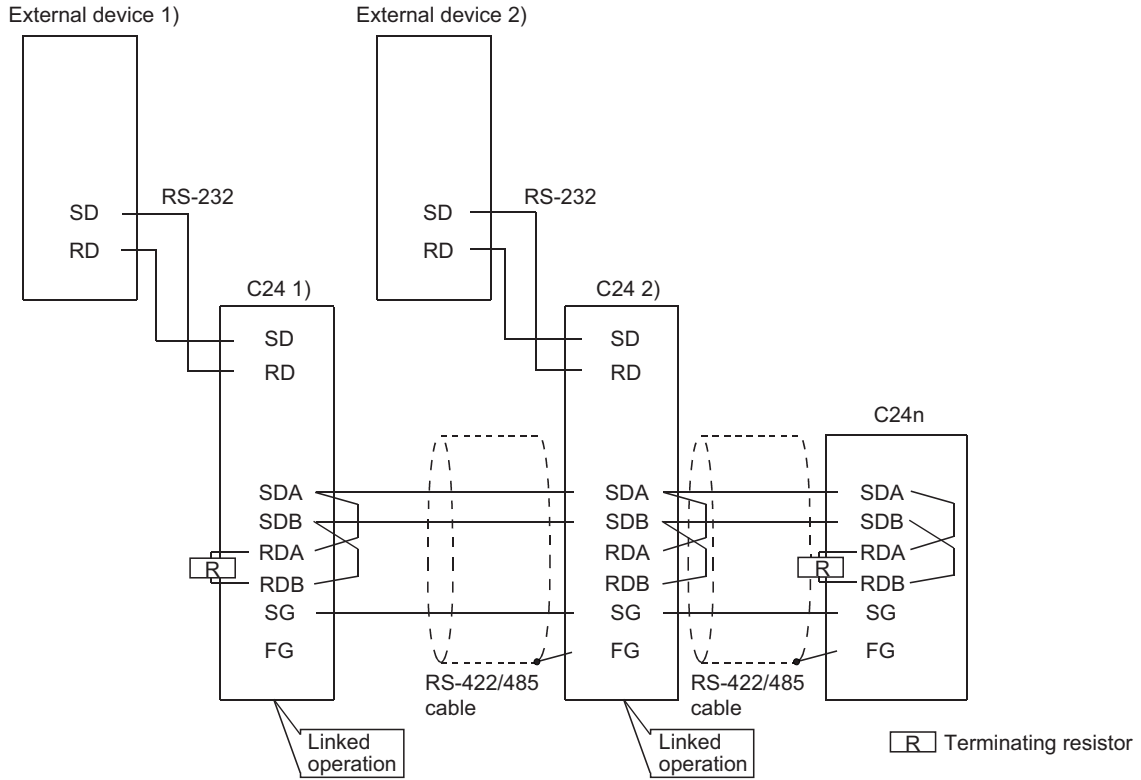 External device 1)
External device 2)
SD
RD
RS-232
SD
RD
RS-232
C24 1)
SD
RD
SDA
SDB
RDA
RDB
SG
FG
R
C24 2)
SD
RD
SDA
SDB
RDA
RDB
SG
FG
C24n
SDA
SDB
RDA
RDB
SG
FG
R
RS-422/485
cable
RS-422/485
cable
Linked
operation
Linked
operation
R Terminating resistor